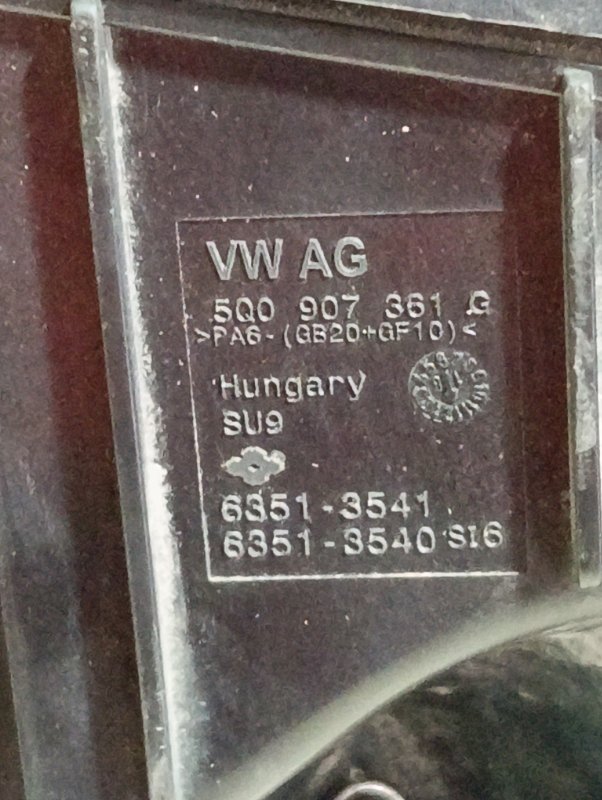 VW AG
5Q0 907 361 G
>PA6-(GB20+GF10)<
Hungary
SU9
6351-3541
6351-3540 SI6